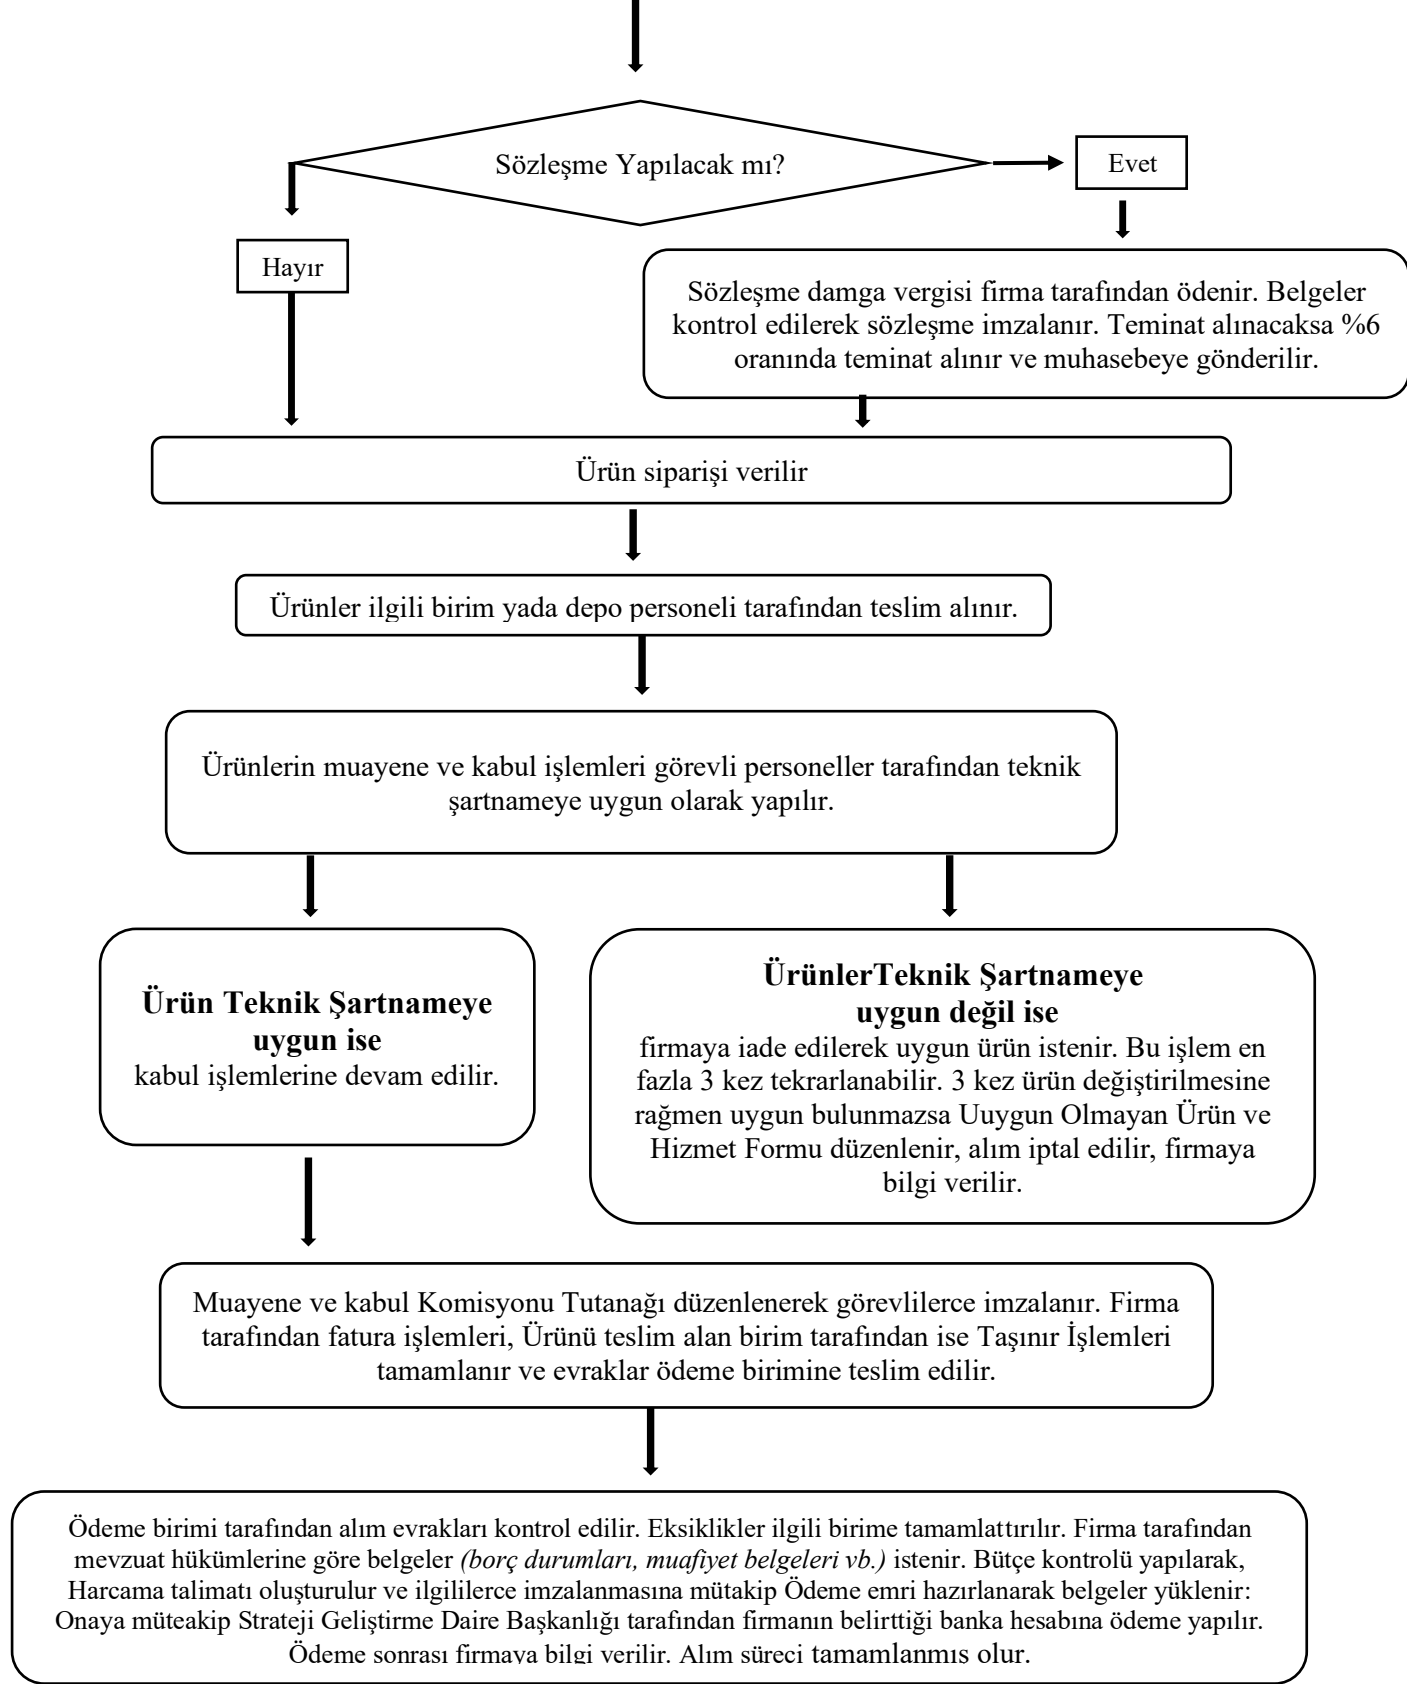 Sözleşme Yapılacak mı?
Evet
Hayır
Sözleşme damga vergisi firma tarafından ödenir. Belgeler
kontrol edilerek sözleşme imzalanır. Teminat alınacaksa %6
oranında teminat alınır ve muhasebeye gönderilir.
Ürün siparişi verilir
Ürünler ilgili birim yada depo personeli tarafından teslim alınır.
Ürünlerin muayene ve kabul işlemleri görevli personeller tarafından teknik
şartnameye uygun olarak yapılır.
Ürün Teknik Şartnameye
uygun ise
kabul işlemlerine devam edilir.
ÜrünlerTeknik Şartnameye
uygun değil ise
firmaya iade edilerek uygun ürün istenir. Bu işlem en
fazla 3 kez tekrarlanabilir. 3 kez ürün değiştirilmesine
rağmen uygun bulunmazsa Uuygun Olmayan Ürün ve
Hizmet Formu düzenlenir, alım iptal edilir, firmaya
bilgi verilir.
Muayene ve kabul Komisyonu Tutanağı düzenlenerek görevlilerce imzalanır. Firma
tarafından fatura işlemleri, Ürünü teslim alan birim tarafından ise Taşınır İşlemleri
tamamlanır ve evraklar ödeme birimine teslim edilir.
Ödeme birimi tarafından alım evrakları kontrol edilir. Eksiklikler ilgili birime tamamlattırılır. Firma tarafından
mevzuat hükümlerine göre belgeler (borç durumları, muafiyet belgeleri vb.) istenir. Bütçe kontrolü yapılarak,
Harcama talimatı oluşturulur ve ilgililerce imzalanmasına mütakip Ödeme emri hazırlanarak belgeler yüklenir:
Onaya müteakip Strateji Geliştirme Daire Başkanlığı tarafından firmanın belirttiği banka hesabına ödeme yapılır.
Ödeme sonrası firmaya bilgi verilir. Alım süreci tamamlanmış olur.